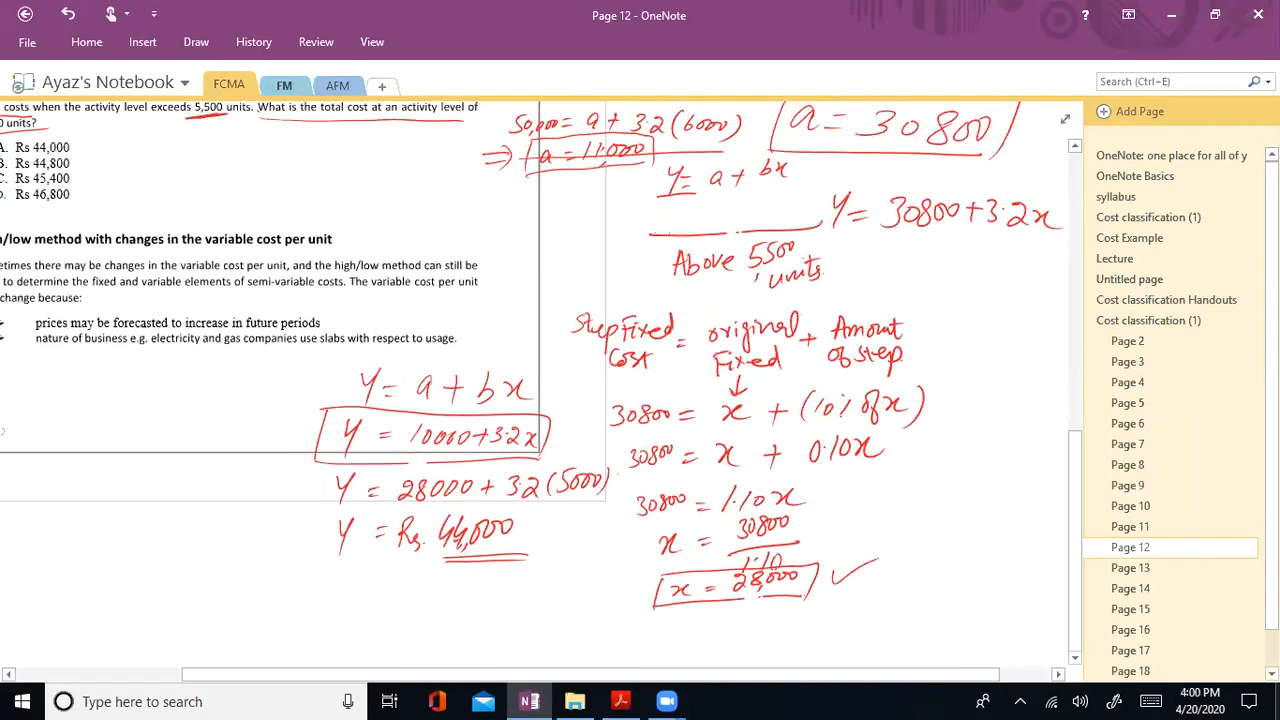 Page 12 - OneNote
File Home Insert Draw History Review View
Ayaz's Notebook FCMA FM AFM
Search (Ctrl+E)
costs when the activity level exceeds 5,500 units. What is the total cost at an activity level of
0 units?
A. Rs 44,000
B. Rs 44,800
C. Rs 45,400
D. Rs 46,800
h/low method with changes in the variable cost per unit
etimes there may be changes in the variable cost per unit, and the high/low method can still be
to determine the fixed and variable elements of semi-variable costs. The variable cost per unit
change because:
prices may be forecasted to increase in future periods
nature of business e.g. electricity and gas companies use slabs with respect to usage.
2
50,000 = a + 3.2 (6000)
⇒ a = 11,000
a = 30800
Y = a + bx
Y = 30800 + 3.2x
Above 5500 units
Step Fixed Cost = original Fixed + Amount of step
30800 = x + (10% of x)
30800 = x + 0.10x
30800 = 1.10x
x = 30800
1.10
x = 28,000
Y = a + bx
Y = 10000 + 3.2x
Y = 28000 + 3.2 (5000)
Y = Rs. 44,000
Add Page
OneNote: one place for all of y
OneNote Basics
syllabus
Cost classification (1)
Cost Example
Lecture
Untitled page
Cost classification Handouts
Cost classification (1)
Page 2
Page 3
Page 4
Page 5
Page 6
Page 7
Page 8
Page 9
Page 10
Page 11
Page 12
Page 13
Page 14
Page 15
Page 16
Page 17
Page 18
Type here to search
4:00 PM
4/20/2020